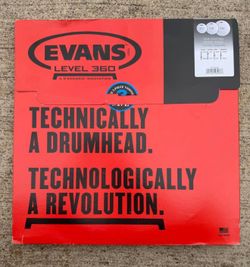 EVANS
LEVEL 360
TECHNICALLY
A DRUMHEAD.
TECHNOLOGICALLY
A REVOLUTION.